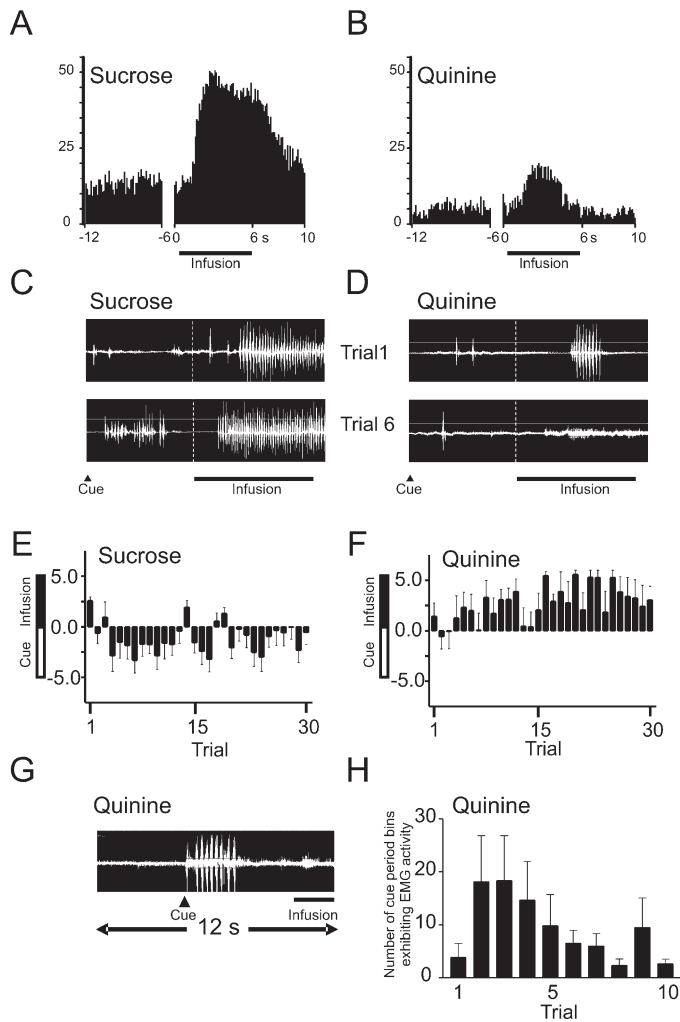 A
B
Sucrose
Quinine
50
25
0
-12
-6
0
6 s
10
Infusion
50
25
0
-12
-6
0
6 s
10
Infusion
C
D
Sucrose
Quinine
Trial1
Trial 6
Cue
Infusion
Cue
Infusion
E
F
Sucrose
Quinine
Infusion
Cue
5.0
0.0
-5.0
1
15
30
Trial
Infusion
Cue
5.0
0.0
-5.0
1
15
30
Trial
G
H
Quinine
Cue
Infusion
12 s
Quinine
Number of cue period bins
exhibiting EMG activity
30
20
10
0
1
5
10
Trial